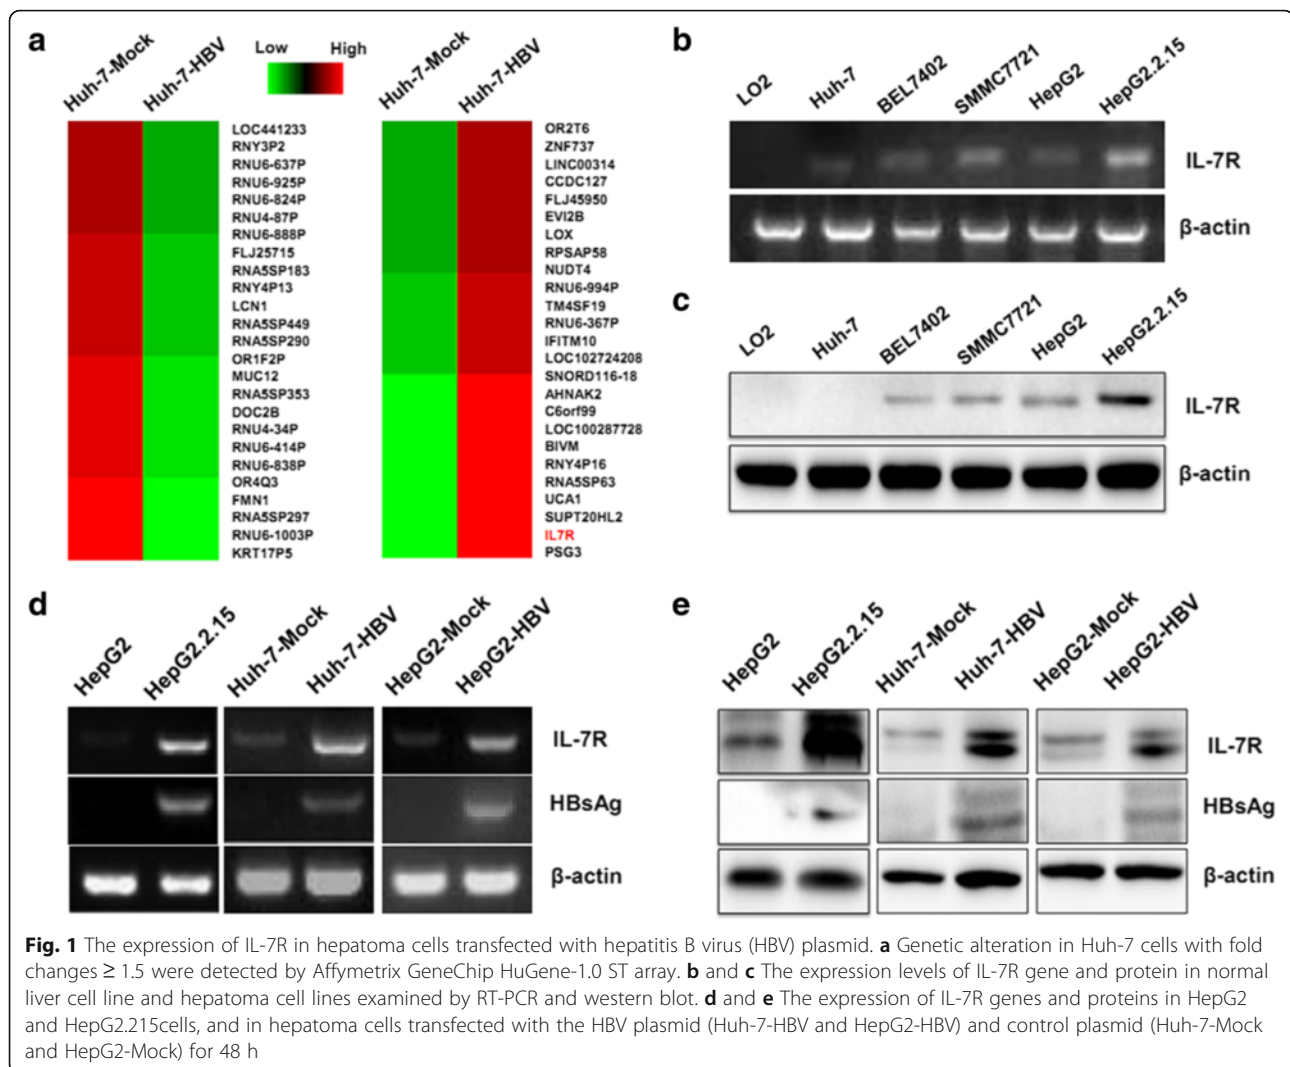 a
Huh-7-Mock
Huh-7-HBV
Low
High
Huh-7-Mock
Huh-7-HBV
LOC441233
RNY3P2
RNU6-637P
RNU6-925P
RNU6-824P
RNU4-87P
RNU6-888P
FLJ25715
RNA5SP183
RNY4P13
LCN1
RNA5SP449
RNA5SP290
OR1F2P
MUC12
RNA5SP353
DOC2B
RNU4-34P
RNU6-414P
RNU6-838P
OR4Q3
FMN1
RNA5SP297
RNU6-1003P
KRT17P5
OR2T6
ZNF737
LINC00314
CCDC127
FLJ45950
EVI2B
LOX
RPSAP58
NUDT4
RNU6-994P
TM4SF19
RNU6-367P
IFITM10
LOC102724208
SNORD116-18
AHNAK2
C6orf99
LOC100287728
BIVM
RNY4P16
RNA5SP63
UCA1
SUPT20HL2
IL7R
PSG3
b
LO2
Huh-7
BEL7402
SMMC7721
HepG2
HepG2.2.15
IL-7R
β-actin
c
LO2
Huh-7
BEL7402
SMMC7721
HepG2
HepG2.2.15
IL-7R
β-actin
d
HepG2
HepG2.2.15
Huh-7-Mock
Huh-7-HBV
HepG2-Mock
HepG2-HBV
IL-7R
HBsAg
β-actin
e
HepG2
HepG2.2.15
Huh-7-Mock
Huh-7-HBV
HepG2-Mock
HepG2-HBV
IL-7R
HBsAg
β-actin
Fig. 1 The expression of IL-7R in hepatoma cells transfected with hepatitis B virus (HBV) plasmid. a Genetic alteration in Huh-7 cells with fold
changes ≥ 1.5 were detected by Affymetrix GeneChip HuGene-1.0 ST array. b and c The expression levels of IL-7R gene and protein in normal
liver cell line and hepatoma cell lines examined by RT-PCR and western blot. d and e The expression of IL-7R genes and proteins in HepG2
and HepG2.215cells, and in hepatoma cells transfected with the HBV plasmid (Huh-7-HBV and HepG2-HBV) and control plasmid (Huh-7-Mock
and HepG2-Mock) for 48 h